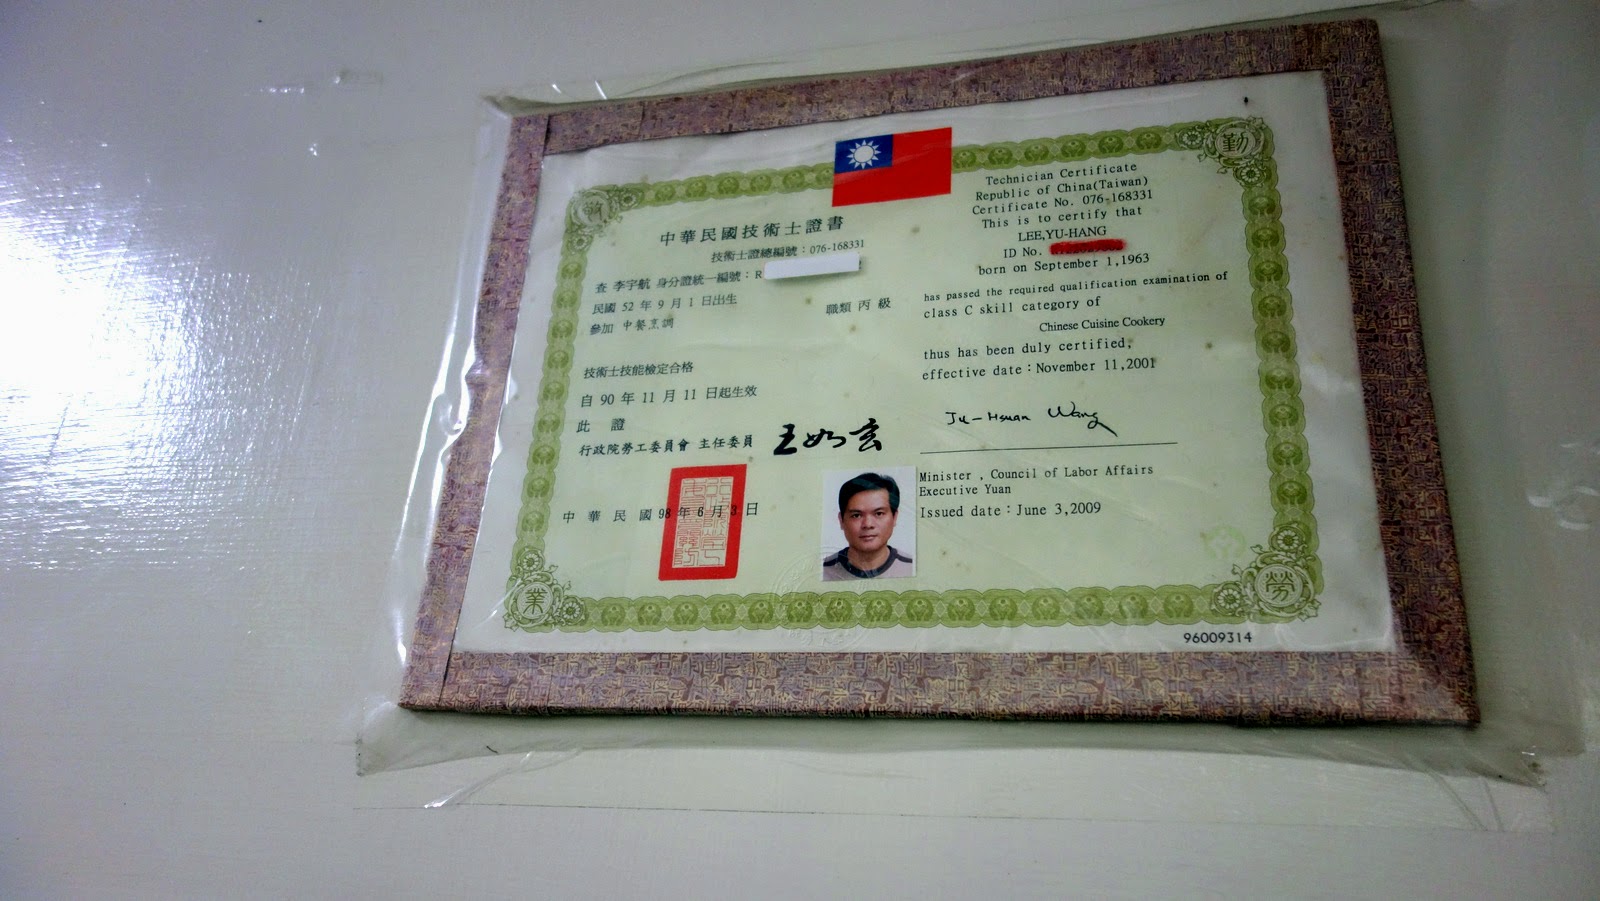 中華民國技術士證書
技術士證總編號：076-168331
查 李宇航 身分證統一編號：R
民國 52 年 9 月 1 日出生
參加 中餐烹調
職類 丙 級
技術士技能檢定合格
自 90 年 11 月 11 日起生效
此 證
行政院勞工委員會 主任委員 王如玄
中 華 民 國 98 年 6 月 3 日
Technician Certificate
Republic of China(Taiwan)
Certificate No. 076-168331
This is to certify that
LEE,YU-HANG
ID No.
born on September 1,1963
has passed the required qualification examination of
class C skill category of
Chinese Cuisine Cookery
thus has been duly certified.
effective date：November 11,2001
Ju-Hsuan Wang
Minister , Council of Labor Affairs
Executive Yuan
Issued date：June 3,2009
敬
勤
業
勞
96009314